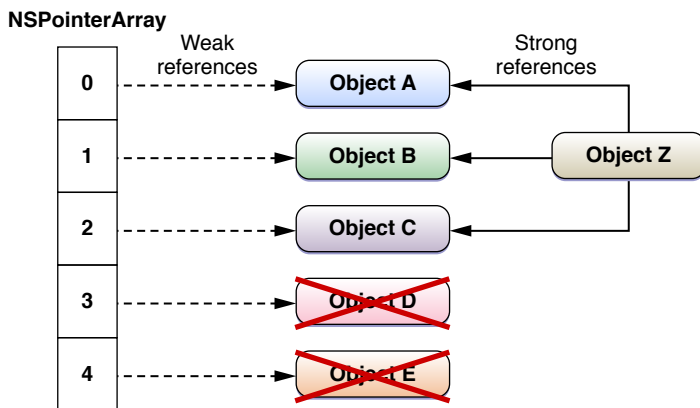 NSPointerArray
Weak
references
Strong
references
0
Object A
1
Object B
Object Z
2
Object C
3
Object D
4
Object E